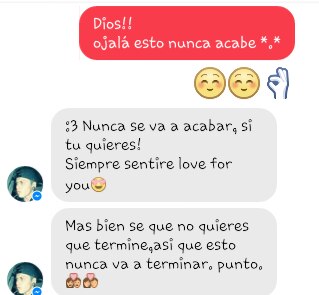 Dios!!
ojalá esto nunca acabe *.*
☺️☺️👌
:3 Nunca se va a acabar, si
tu quieres!
Siempre sentire love for
you😍
Mas bien se que no quieres
que termine,asi que esto
nunca va a terminar. punto.
💏💏